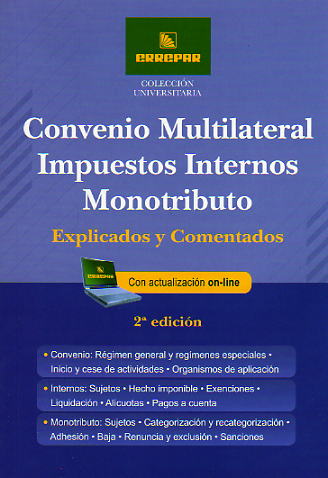 ERREPAR
COLECCIÓN
UNIVERSITARIA
Convenio Multilateral
Impuestos Internos
Monotributo
Explicados y Comentados
ERREPAR
Con actualización on-line
2ª edición
• Convenio: Régimen general y regímenes especiales •
Inicio y cese de actividades • Organismos de aplicación
• Internos: Sujetos • Hecho imponible • Exenciones •
Liquidación • Alícuotas • Pagos a cuenta
• Monotributo: Sujetos • Categorización y recategorización •
Adhesión • Baja • Renuncia y exclusión • Sanciones